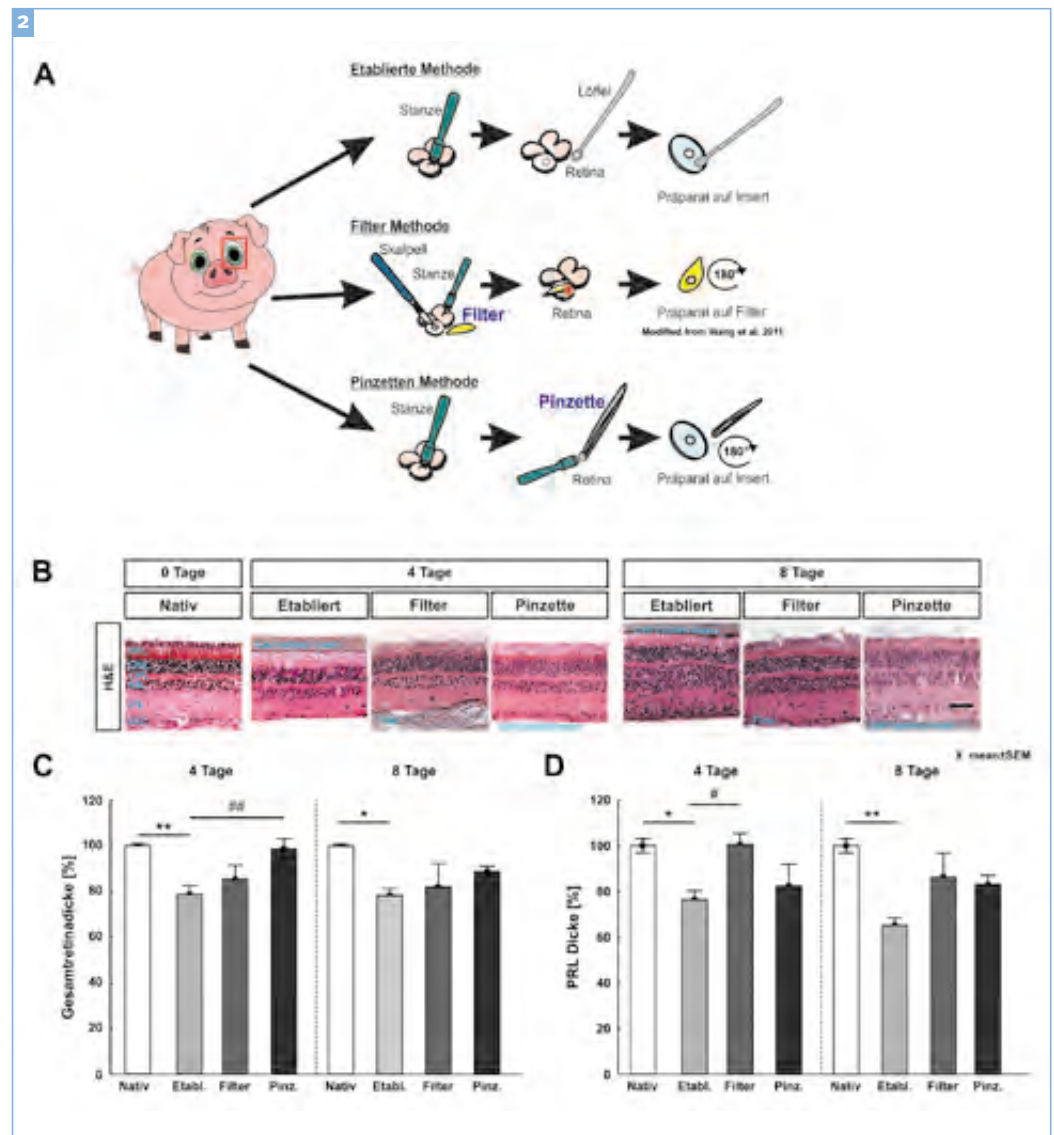 2
A
Etablierte Methode
Stanze
Löffel
Retina
Präparat auf Insert
Filter Methode
Skalpell
Stanze
Filter
Retina
180°
Präparat auf Filter
Modified from Wang et al. 2011
Pinzetten Methode
Stanze
Pinzette
Retina
180°
Präparat auf Insert
B
0 Tage
4 Tage
8 Tage
Nativ
Etabliert
Filter
Pinzette
Etabliert
Filter
Pinzette
H&E
mean±SEM
C
4 Tage
8 Tage
Gesamtretinadicke [%]
120
100
80
60
40
20
0
**
##
*
Nativ
Etabl.
Filter
Pinz.
Nativ
Etabl.
Filter
Pinz.
D
4 Tage
8 Tage
PRL Dicke [%]
120
100
80
60
40
20
0
*
#
**
Nativ
Etabl.
Filter
Pinz.
Nativ
Etabl.
Filter
Pinz.